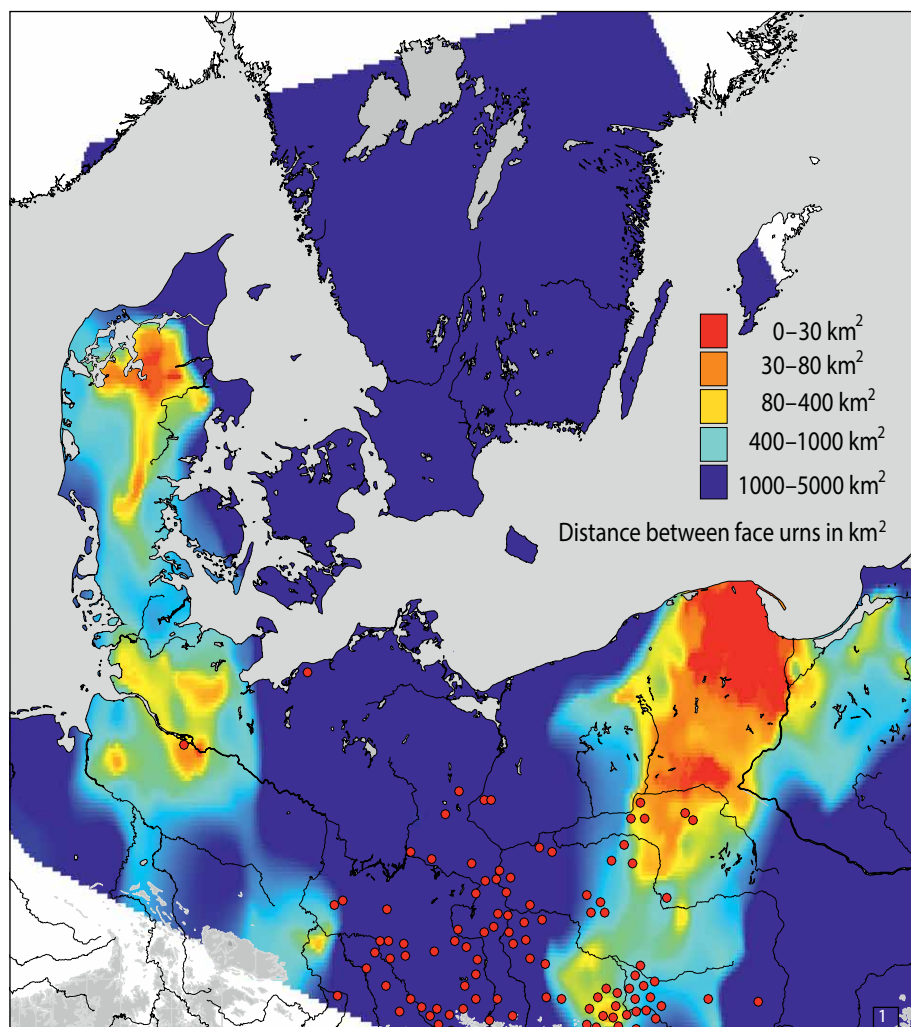 0–30 km²
30–80 km²
80–400 km²
400–1000 km²
1000–5000 km²
Distance between face urns in km²
1